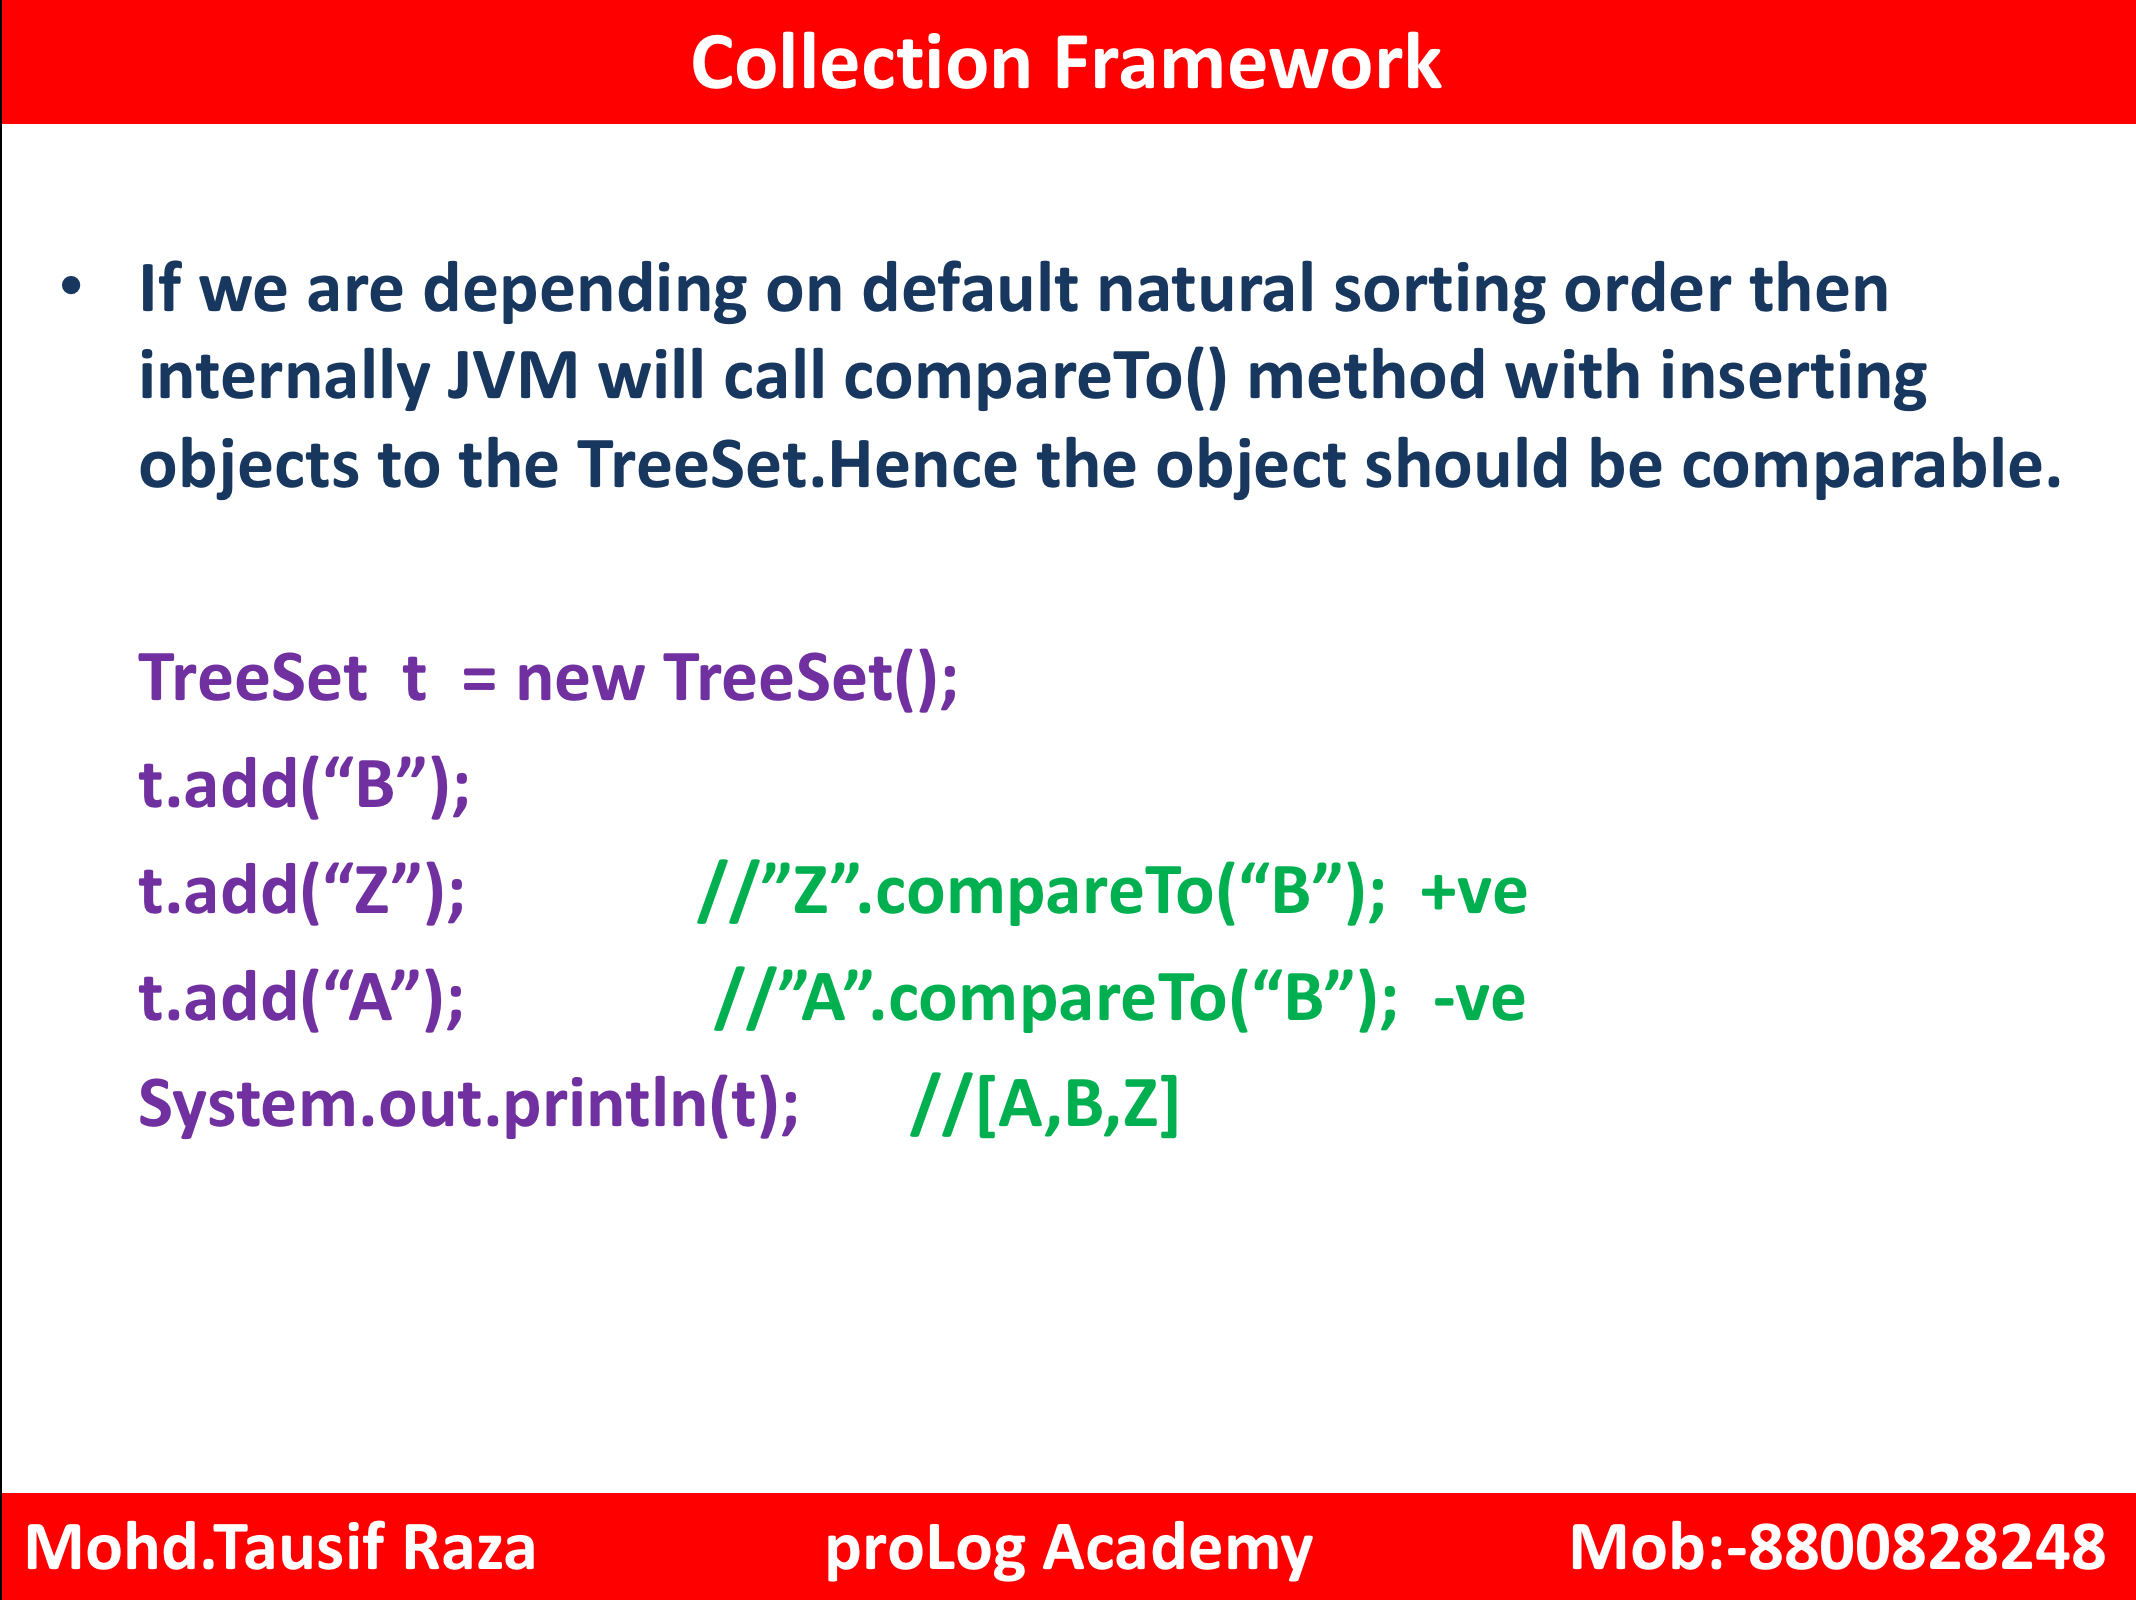 Collection Framework
• If we are depending on default natural sorting order then
internally JVM will call compareTo() method with inserting
objects to the TreeSet.Hence the object should be comparable.
TreeSet  t  = new TreeSet();
t.add(“B”);
t.add(“Z”); //”Z”.compareTo(“B”);  +ve
t.add(“A”); //”A”.compareTo(“B”);  -ve
System.out.println(t); //[A,B,Z]
Mohd.Tausif Raza proLog Academy Mob:-8800828248